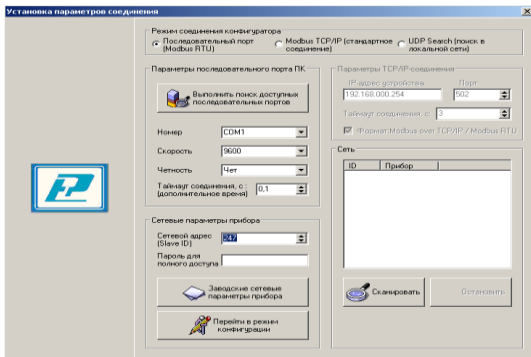 Установка параметров соединения
Режим соединения конфигуратора
Последовательный порт
(Modbus RTU)
Modbus TCP/IP (стандартное
соединение)
UDP Search (поиск в
локальной сети)
Параметры последовательного порта ПК
Выполнить поиск доступных
последовательных портов
Номер
COM1
Скорость
9600
Четность
Чет
Таймаут соединения, с :
(дополнительное время)
0,1
Параметры TCP/IP-соединения
IP-адрес устройства
Порт
192.168.000.254
502
Таймаут соединения, с:
3
Формат Modbus over TCP/IP / Modbus RTU
Сеть
ID
Прибор
Сканировать
Остановить
Сетевые параметры прибора
Сетевой адрес
(Slave ID)
247
Пароль для
полного доступа
Заводские сетевые
параметры прибора
Перейти в режим
конфигурации